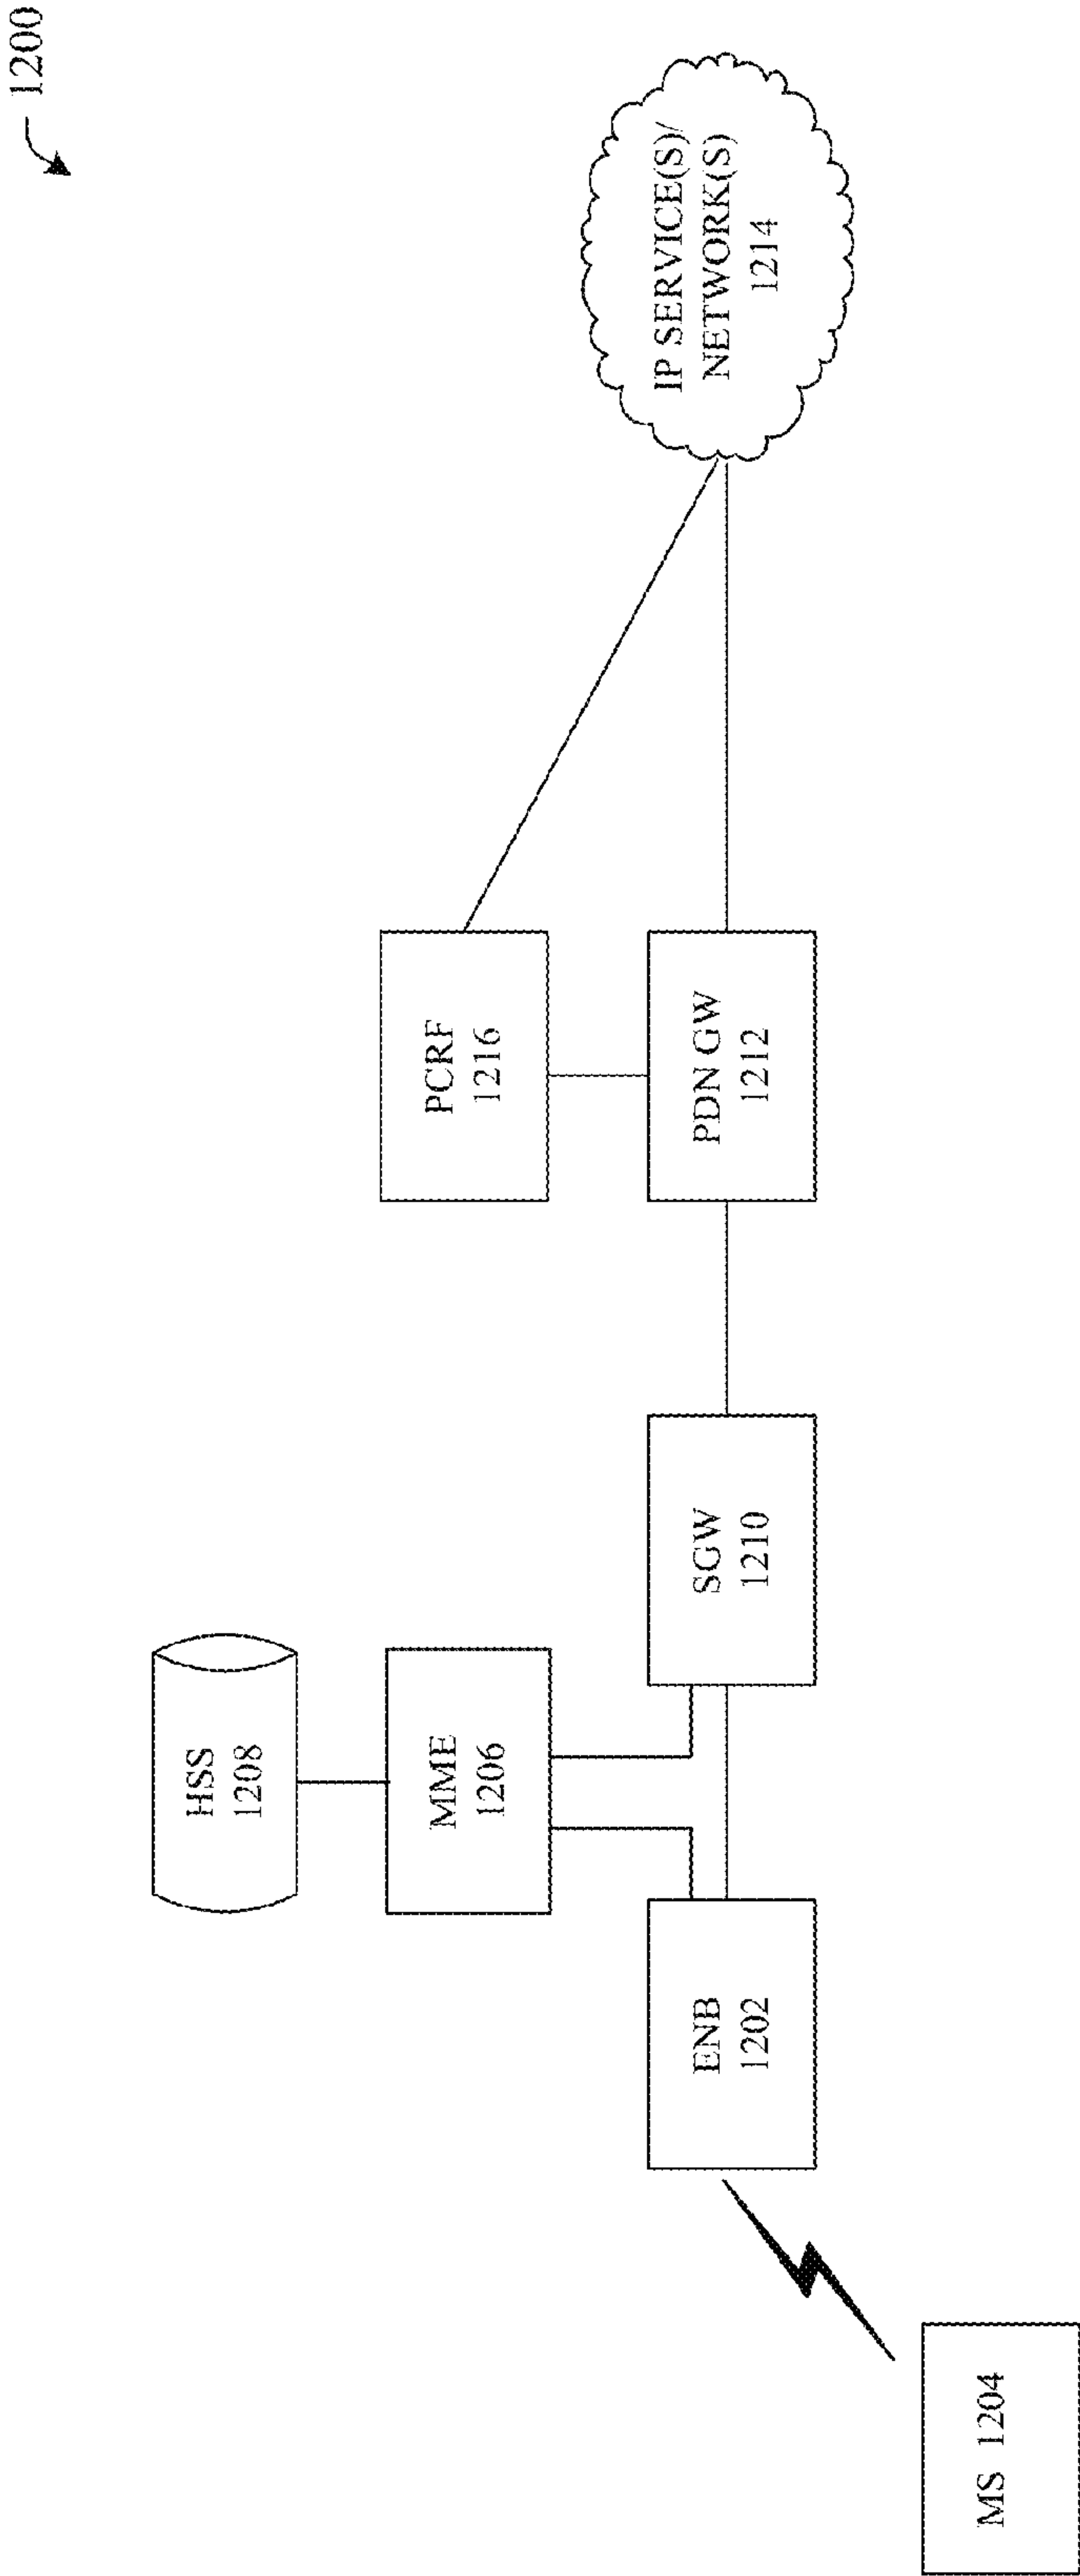 1200
HSS
1208
MME
1206
PCRF
1216
IP SERVICE(S)/
NETWORK(S)
1214
ENB
1202
SGW
1210
PDN GW
1212
MS 1204